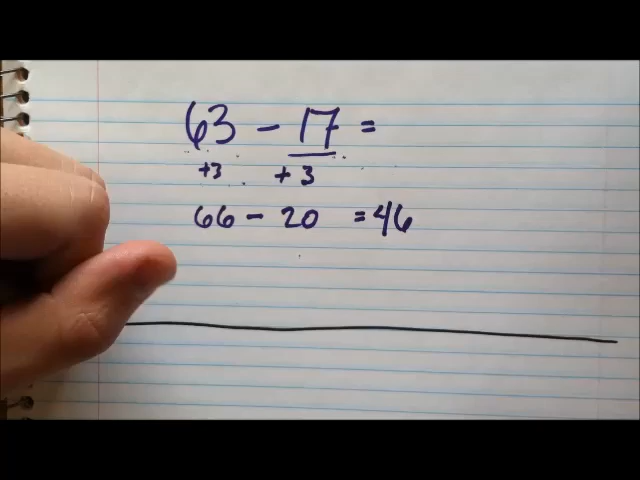 63 - 17 =
+3 +3
66 - 20 = 46